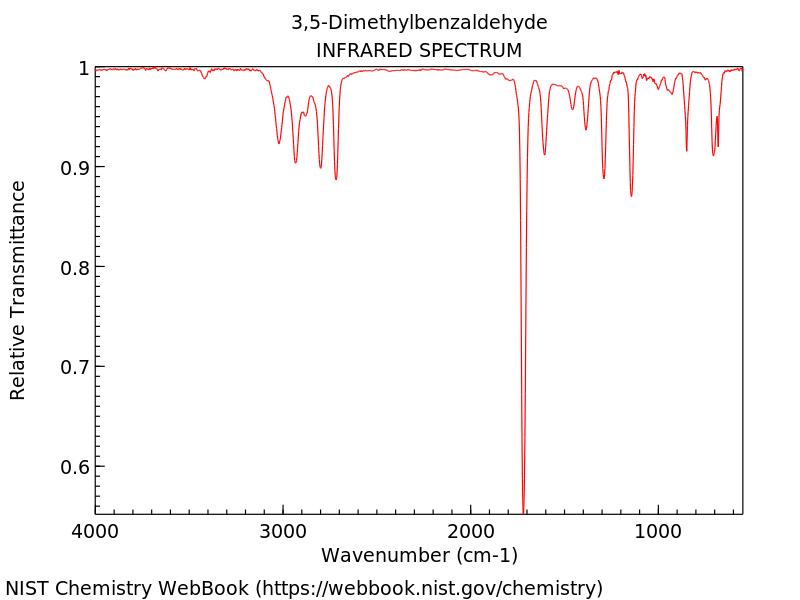 3,5-Dimethylbenzaldehyde
INFRARED SPECTRUM
1
0.9
0.8
0.7
0.6
Relative Transmittance
4000 3000 2000 1000
Wavenumber (cm-1)
NIST Chemistry WebBook (https://webbook.nist.gov/chemistry)